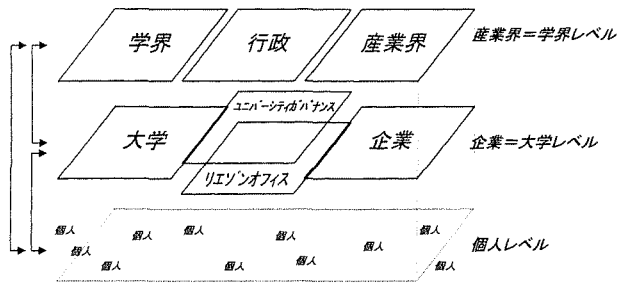 学界
行政
産業界
産業界＝学界レベル
ユニバーシティガバナンス
大学
企業
企業＝大学レベル
リエゾンオフィス
個人
個人
個人
個人
個人
個人
個人
個人
個人
個人
個人
個人レベル